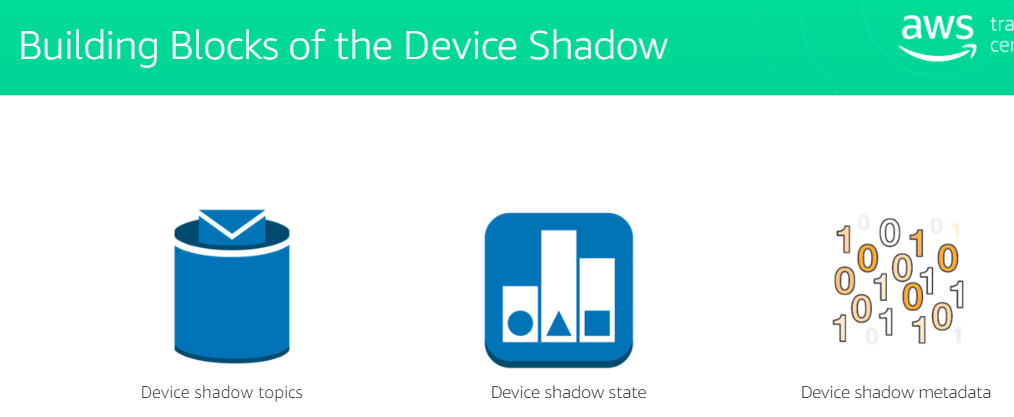 Building Blocks of the Device Shadow
aws
Device shadow topics
Device shadow state
Device shadow metadata